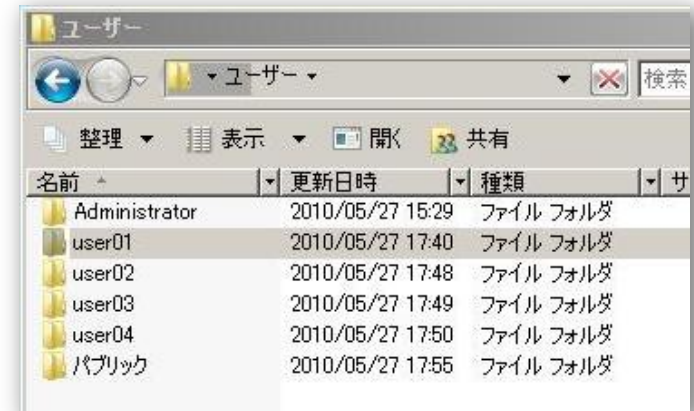 ユーザー
ユーザー 検索
整理 表示 開く 共有
名前 更新日時 種類 サ
Administrator 2010/05/27 15:29 ファイル フォルダ
user01 2010/05/27 17:40 ファイル フォルダ
user02 2010/05/27 17:48 ファイル フォルダ
user03 2010/05/27 17:49 ファイル フォルダ
user04 2010/05/27 17:50 ファイル フォルダ
パブリック 2010/05/27 17:55 ファイル フォルダ